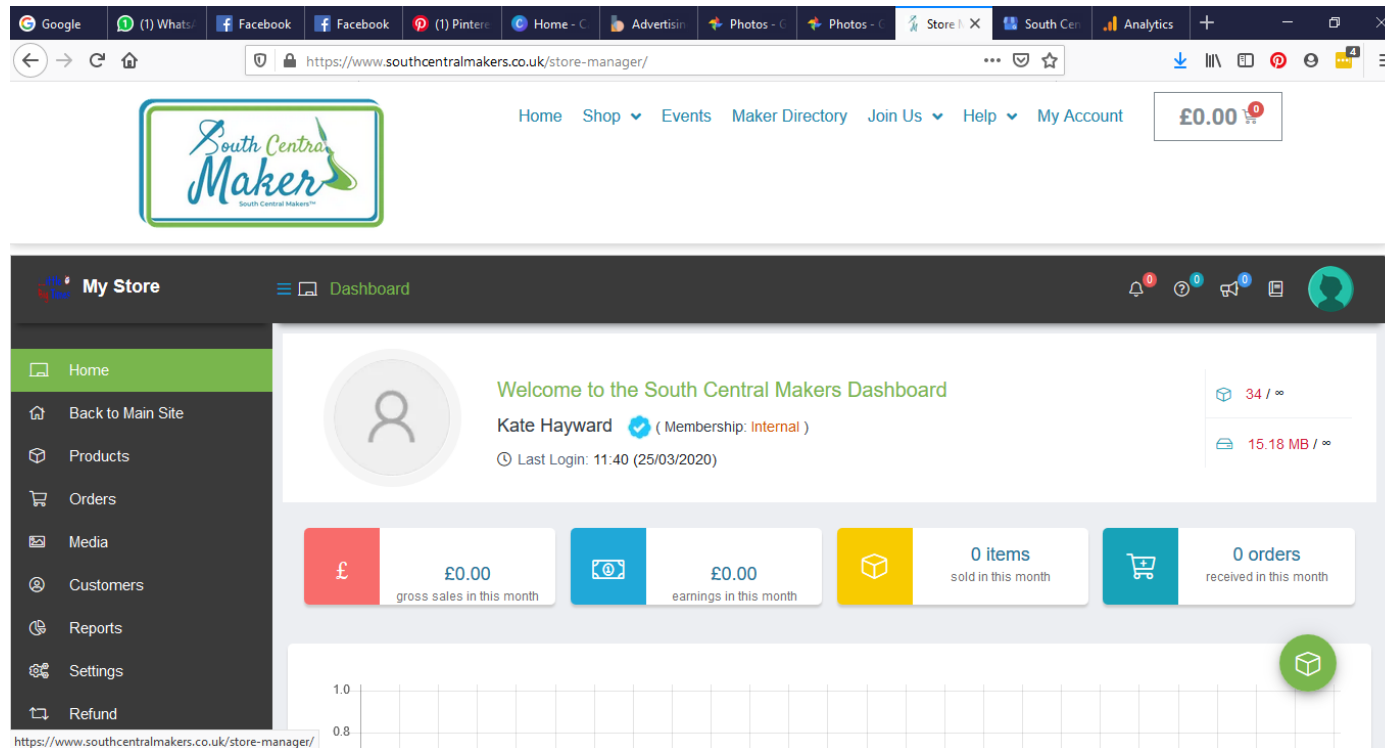 Google
(1) Whats
Facebook
Facebook
(1) Pintere
Home - C
Advertisin
Photos - G
Photos - G
Store
South Cen
Analytics
https://www.southcentralmakers.co.uk/store-manager/
4
South Central
Maker
South Central Makers™
Home Shop Events Maker Directory Join Us Help My Account
£0.00 0
My Store
Dashboard
0 0 0
Home
Back to Main Site
Products
Orders
Media
Customers
Reports
Settings
Refund
Welcome to the South Central Makers Dashboard
Kate Hayward ( Membership: Internal )
Last Login: 11:40 (25/03/2020)
34 / ∞
15.18 MB / ∞
£
£0.00
gross sales in this month
£0.00
earnings in this month
0 items
sold in this month
0 orders
received in this month
1.0
0.8
https://www.southcentralmakers.co.uk/store-manager/